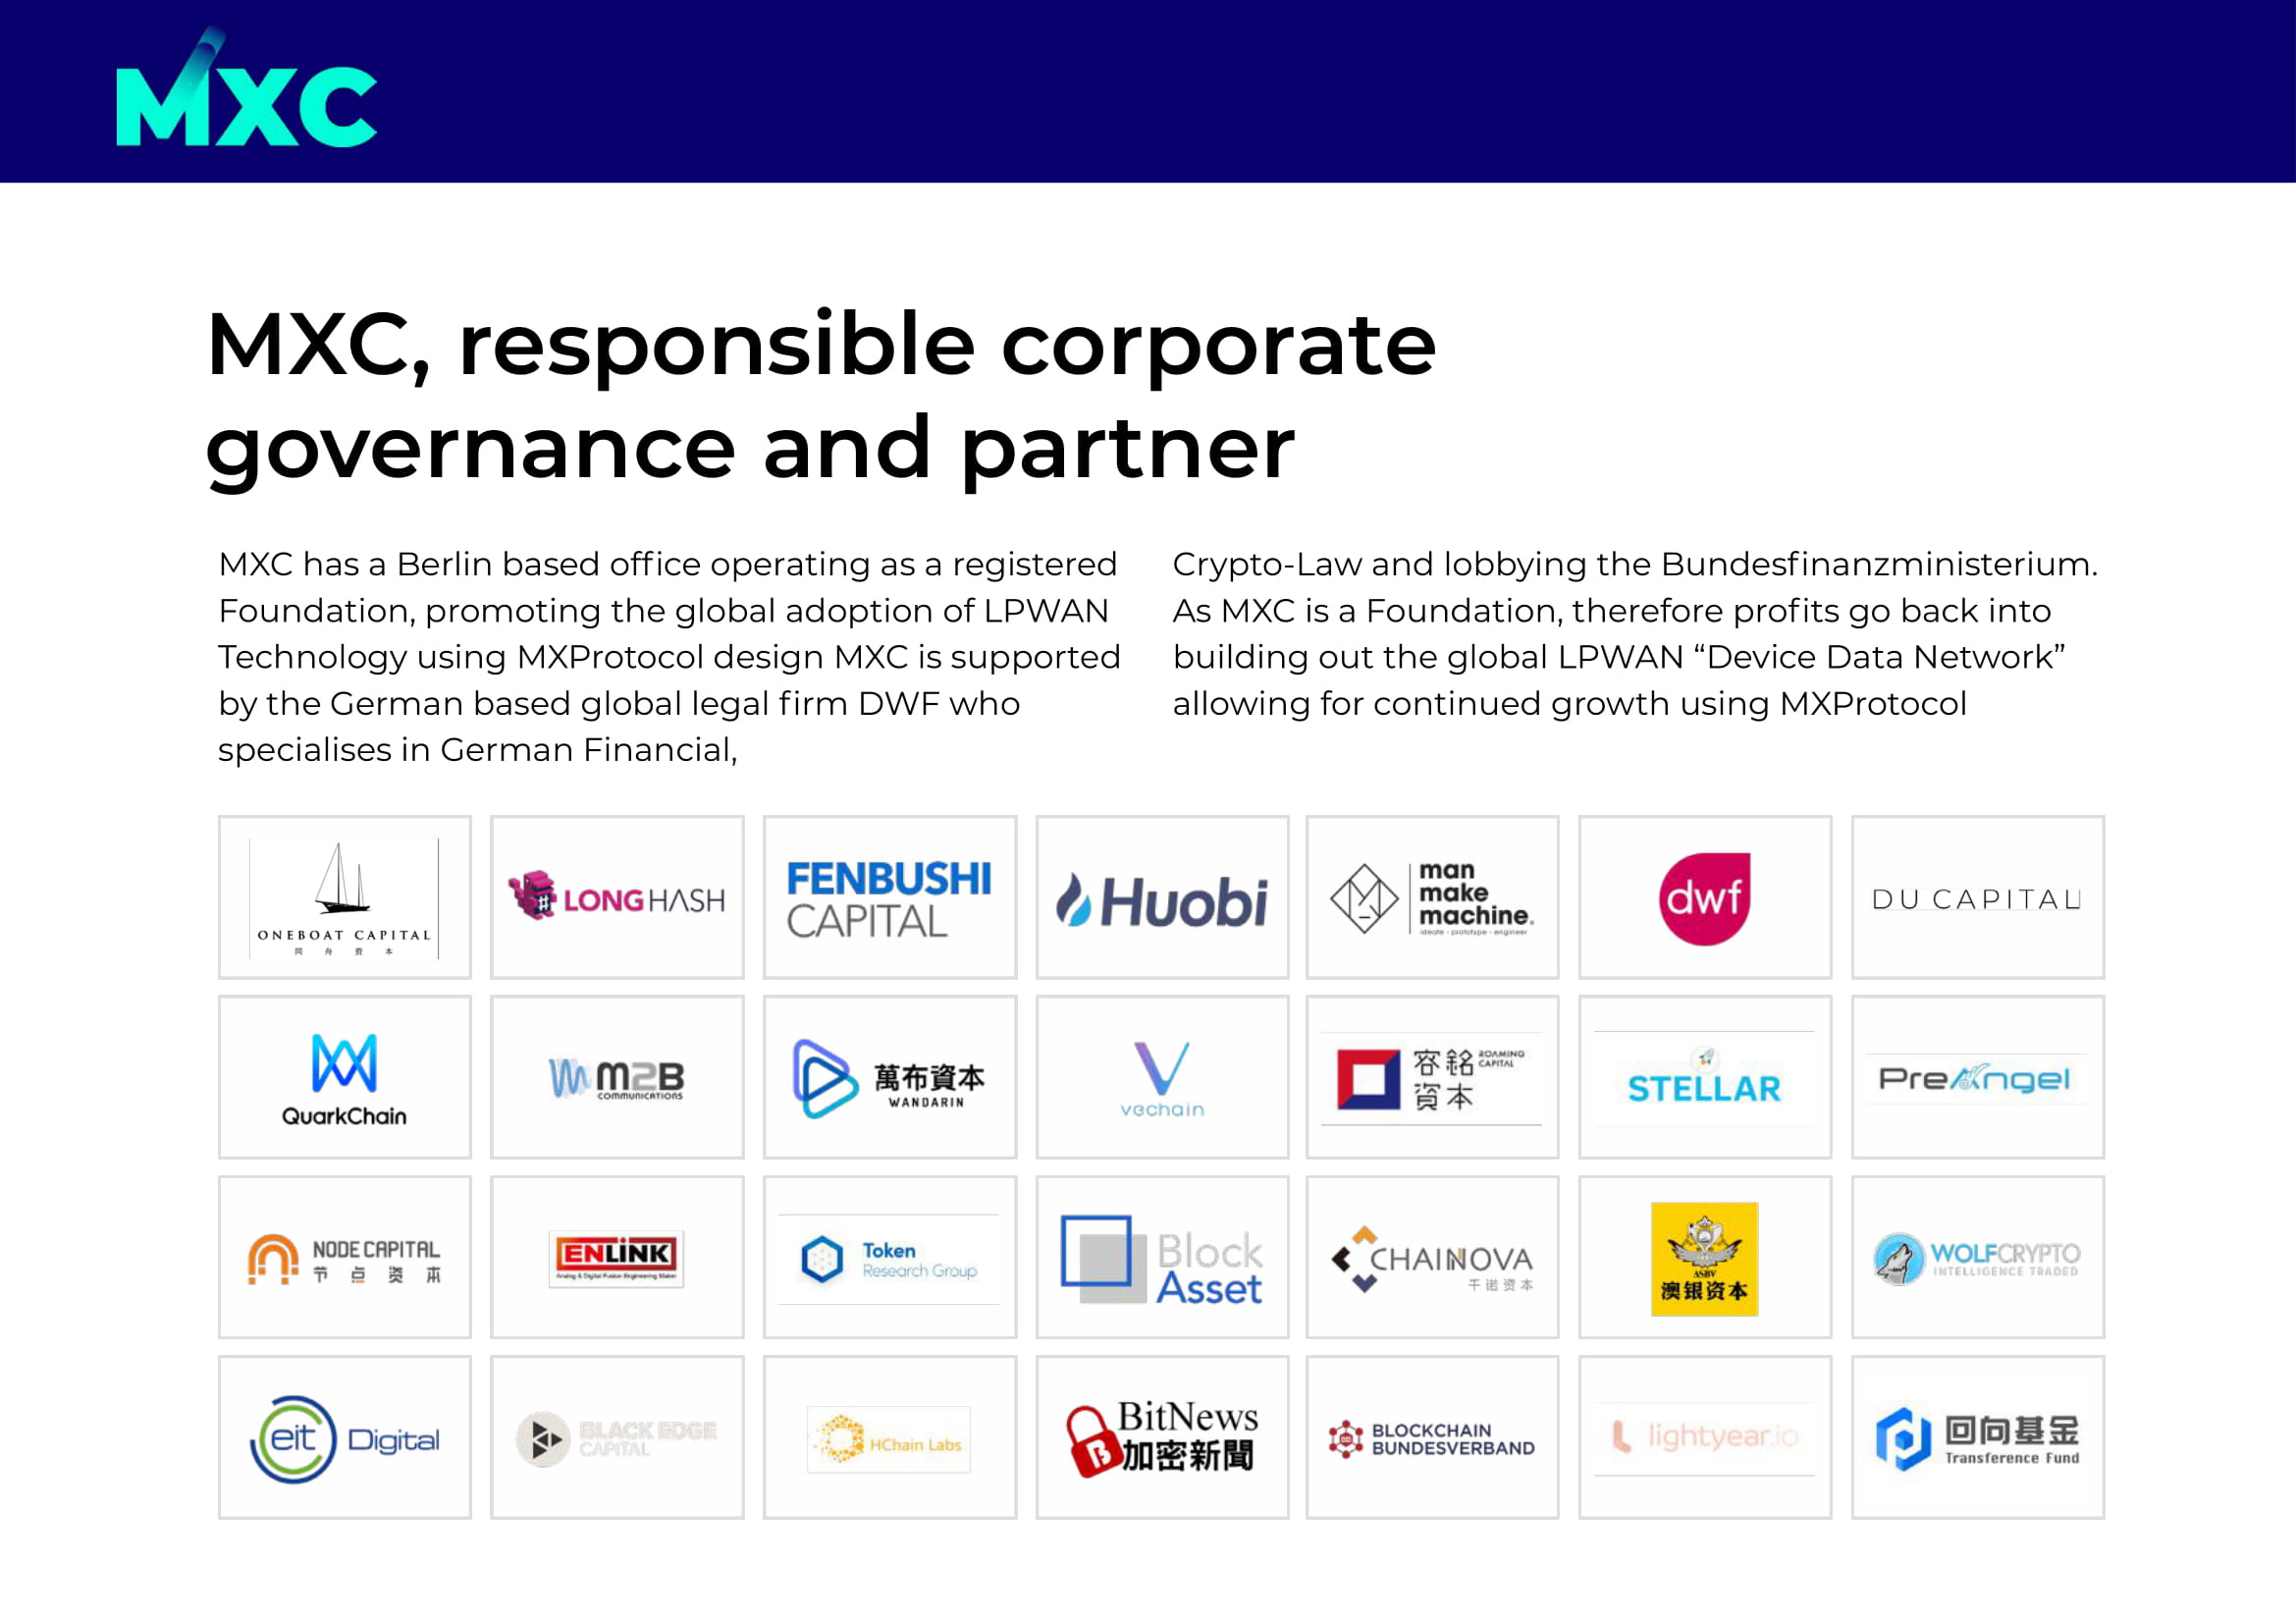 MXC
MXC, responsible corporate
governance and partner
MXC has a Berlin based office operating as a registered
Foundation, promoting the global adoption of LPWAN
Technology using MXProtocol design MXC is supported
by the German based global legal firm DWF who
specialises in German Financial,
Crypto-Law and lobbying the Bundesfinanzministerium.
As MXC is a Foundation, therefore profits go back into
building out the global LPWAN “Device Data Network”
allowing for continued growth using MXProtocol
ONEBOAT CAPITAL
同舟資本
LONGHASH
FENBUSHI
CAPITAL
Huobi
man
make
machine.
ideate - prototype - engineer
dwf
DU CAPITAL
QuarkChain
M2B
COMMUNICATIONS
萬布資本
WANDARIN
vechain
容銘
資本
ROAMING
CAPITAL
STELLAR
PreAngel
NODE CAPITAL
节点资本
ENLINK
Analog & Digital Fusion Engineering Maker
Token
Research Group
Block
Asset
CHAINNOVA
千诺资本
ASBV
澳银资本
WOLFCRYPTO
INTELLIGENCE TRADED
eit Digital
BLACK EDGE
CAPITAL
HChain Labs
BitNews
加密新聞
BLOCKCHAIN
BUNDESVERBAND
lightyear.io
回向基金
Transference Fund